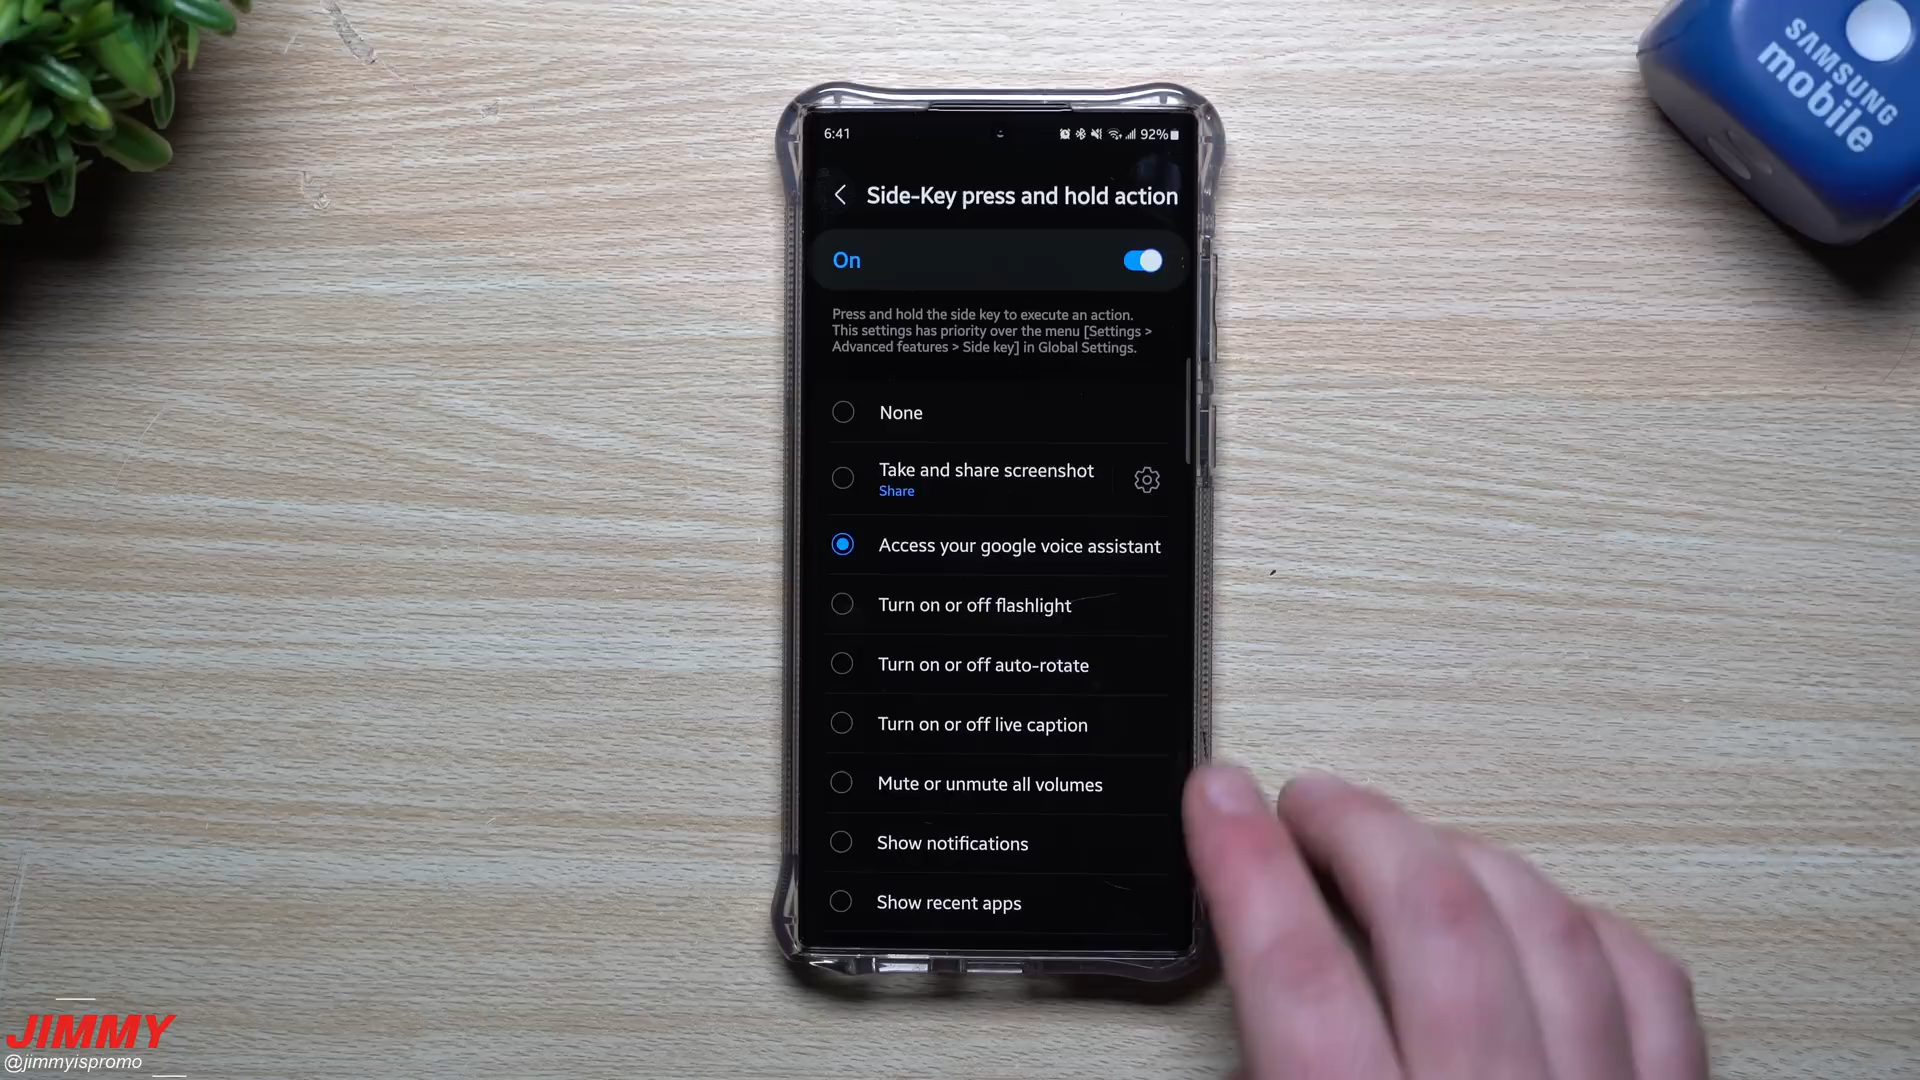 SAMSUNG
mobile
6:41
92%
Side-Key press and hold action
On
Press and hold the side key to execute an action.
This settings has priority over the menu [Settings >
Advanced features > Side key] in Global Settings.
None
Take and share screenshot
Share
Access your google voice assistant
Turn on or off flashlight
Turn on or off auto-rotate
Turn on or off live caption
Mute or unmute all volumes
Show notifications
Show recent apps
JIMMY
@jimmyispromo